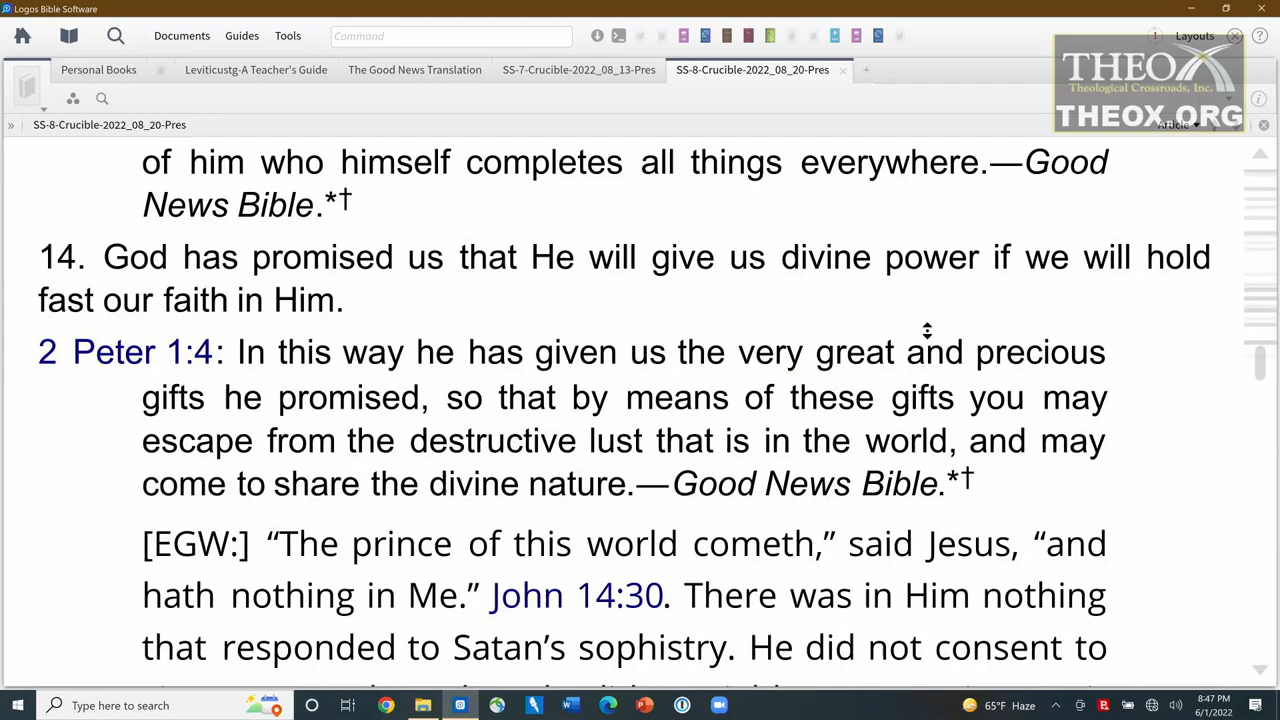 Logos Bible Software
Documents Guides Tools Command Layouts
THEOX
Theological Crossroads, Inc.
THEOX.ORG
Personal Books Leviticustg-A Teacher's Guide The Good News Translation SS-7-Crucible-2022_08_13-Pres SS-8-Crucible-2022_08_20-Pres
SS-8-Crucible-2022_08_20-Pres Article
of him who himself completes all things everywhere.—Good
News Bible.*†
14. God has promised us that He will give us divine power if we will hold
fast our faith in Him.
2 Peter 1:4: In this way he has given us the very great and precious
gifts he promised, so that by means of these gifts you may
escape from the destructive lust that is in the world, and may
come to share the divine nature.—Good News Bible.*†
[EGW:] “The prince of this world cometh,” said Jesus, “and
hath nothing in Me.” John 14:30. There was in Him nothing
that responded to Satan’s sophistry. He did not consent to
Type here to search
65°F Haze
8:47 PM
6/1/2022